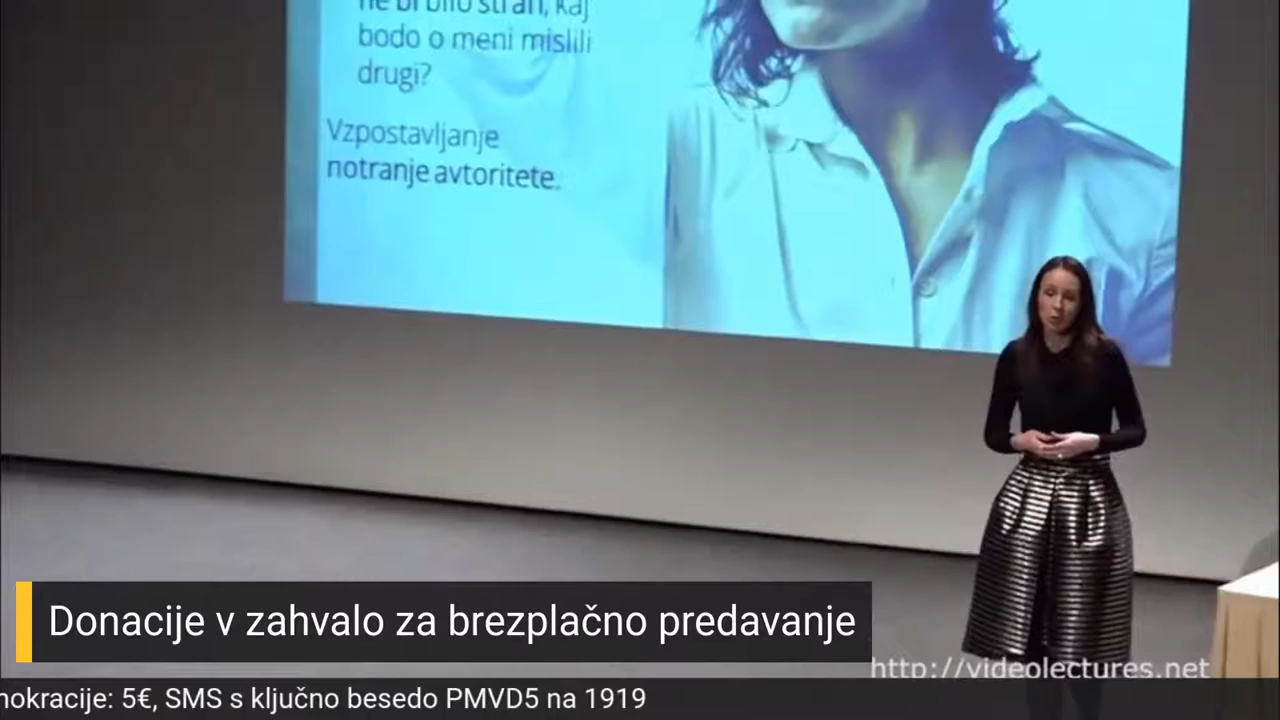 ne bi bilo strah, kaj
bodo o meni mislili
drugi?
Vzpostavljanje
notranje avtoritete.
Donacije v zahvalo za brezplačno predavanje
http://videolectures.net
mokracije: 5€, SMS s ključno besedo PMVD5 na 1919